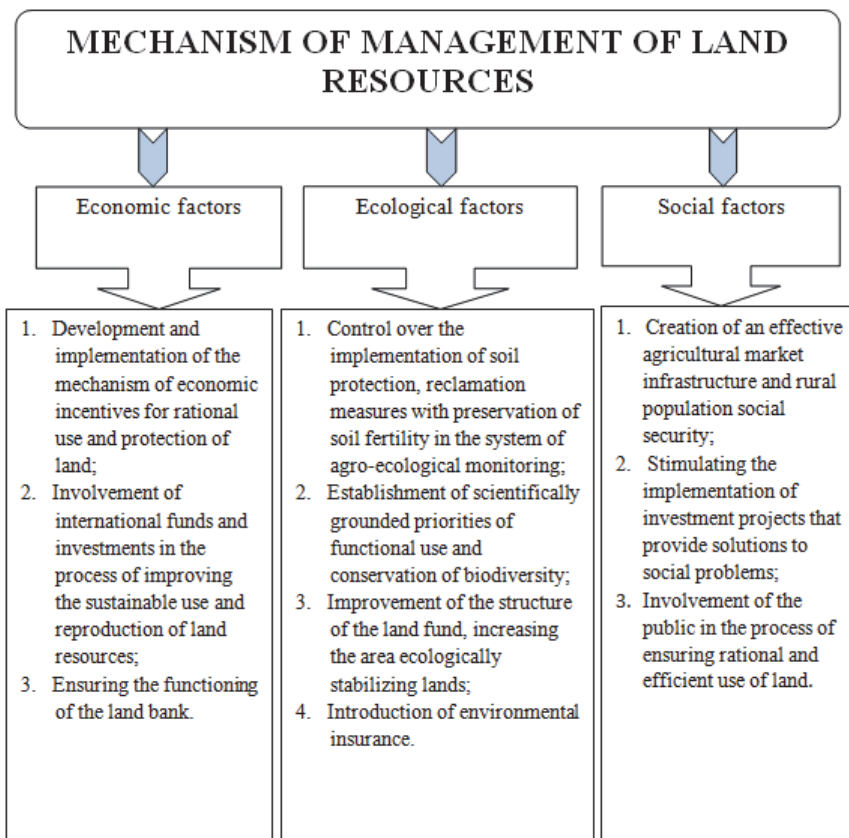 MECHANISM OF MANAGEMENT OF LAND
RESOURCES
Economic factors
Ecological factors
Social factors
1. Development and
implementation of the
mechanism of economic
incentives for rational
use and protection of
land;
2. Involvement of
international funds and
investments in the
process of improving
the sustainable use and
reproduction of land
resources;
3. Ensuring the functioning
of the land bank.
1. Control over the
implementation of soil
protection, reclamation
measures with preservation of
soil fertility in the system of
agro-ecological monitoring;
2. Establishment of scientifically
grounded priorities of
functional use and
conservation of biodiversity;
3. Improvement of the structure
of the land fund, increasing
the area ecologically
stabilizing lands;
4. Introduction of environmental
insurance.
1. Creation of an effective
agricultural market
infrastructure and rural
population social
security;
2. Stimulating the
implementation of
investment projects that
provide solutions to
social problems;
3. Involvement of the
public in the process of
ensuring rational and
efficient use of land.